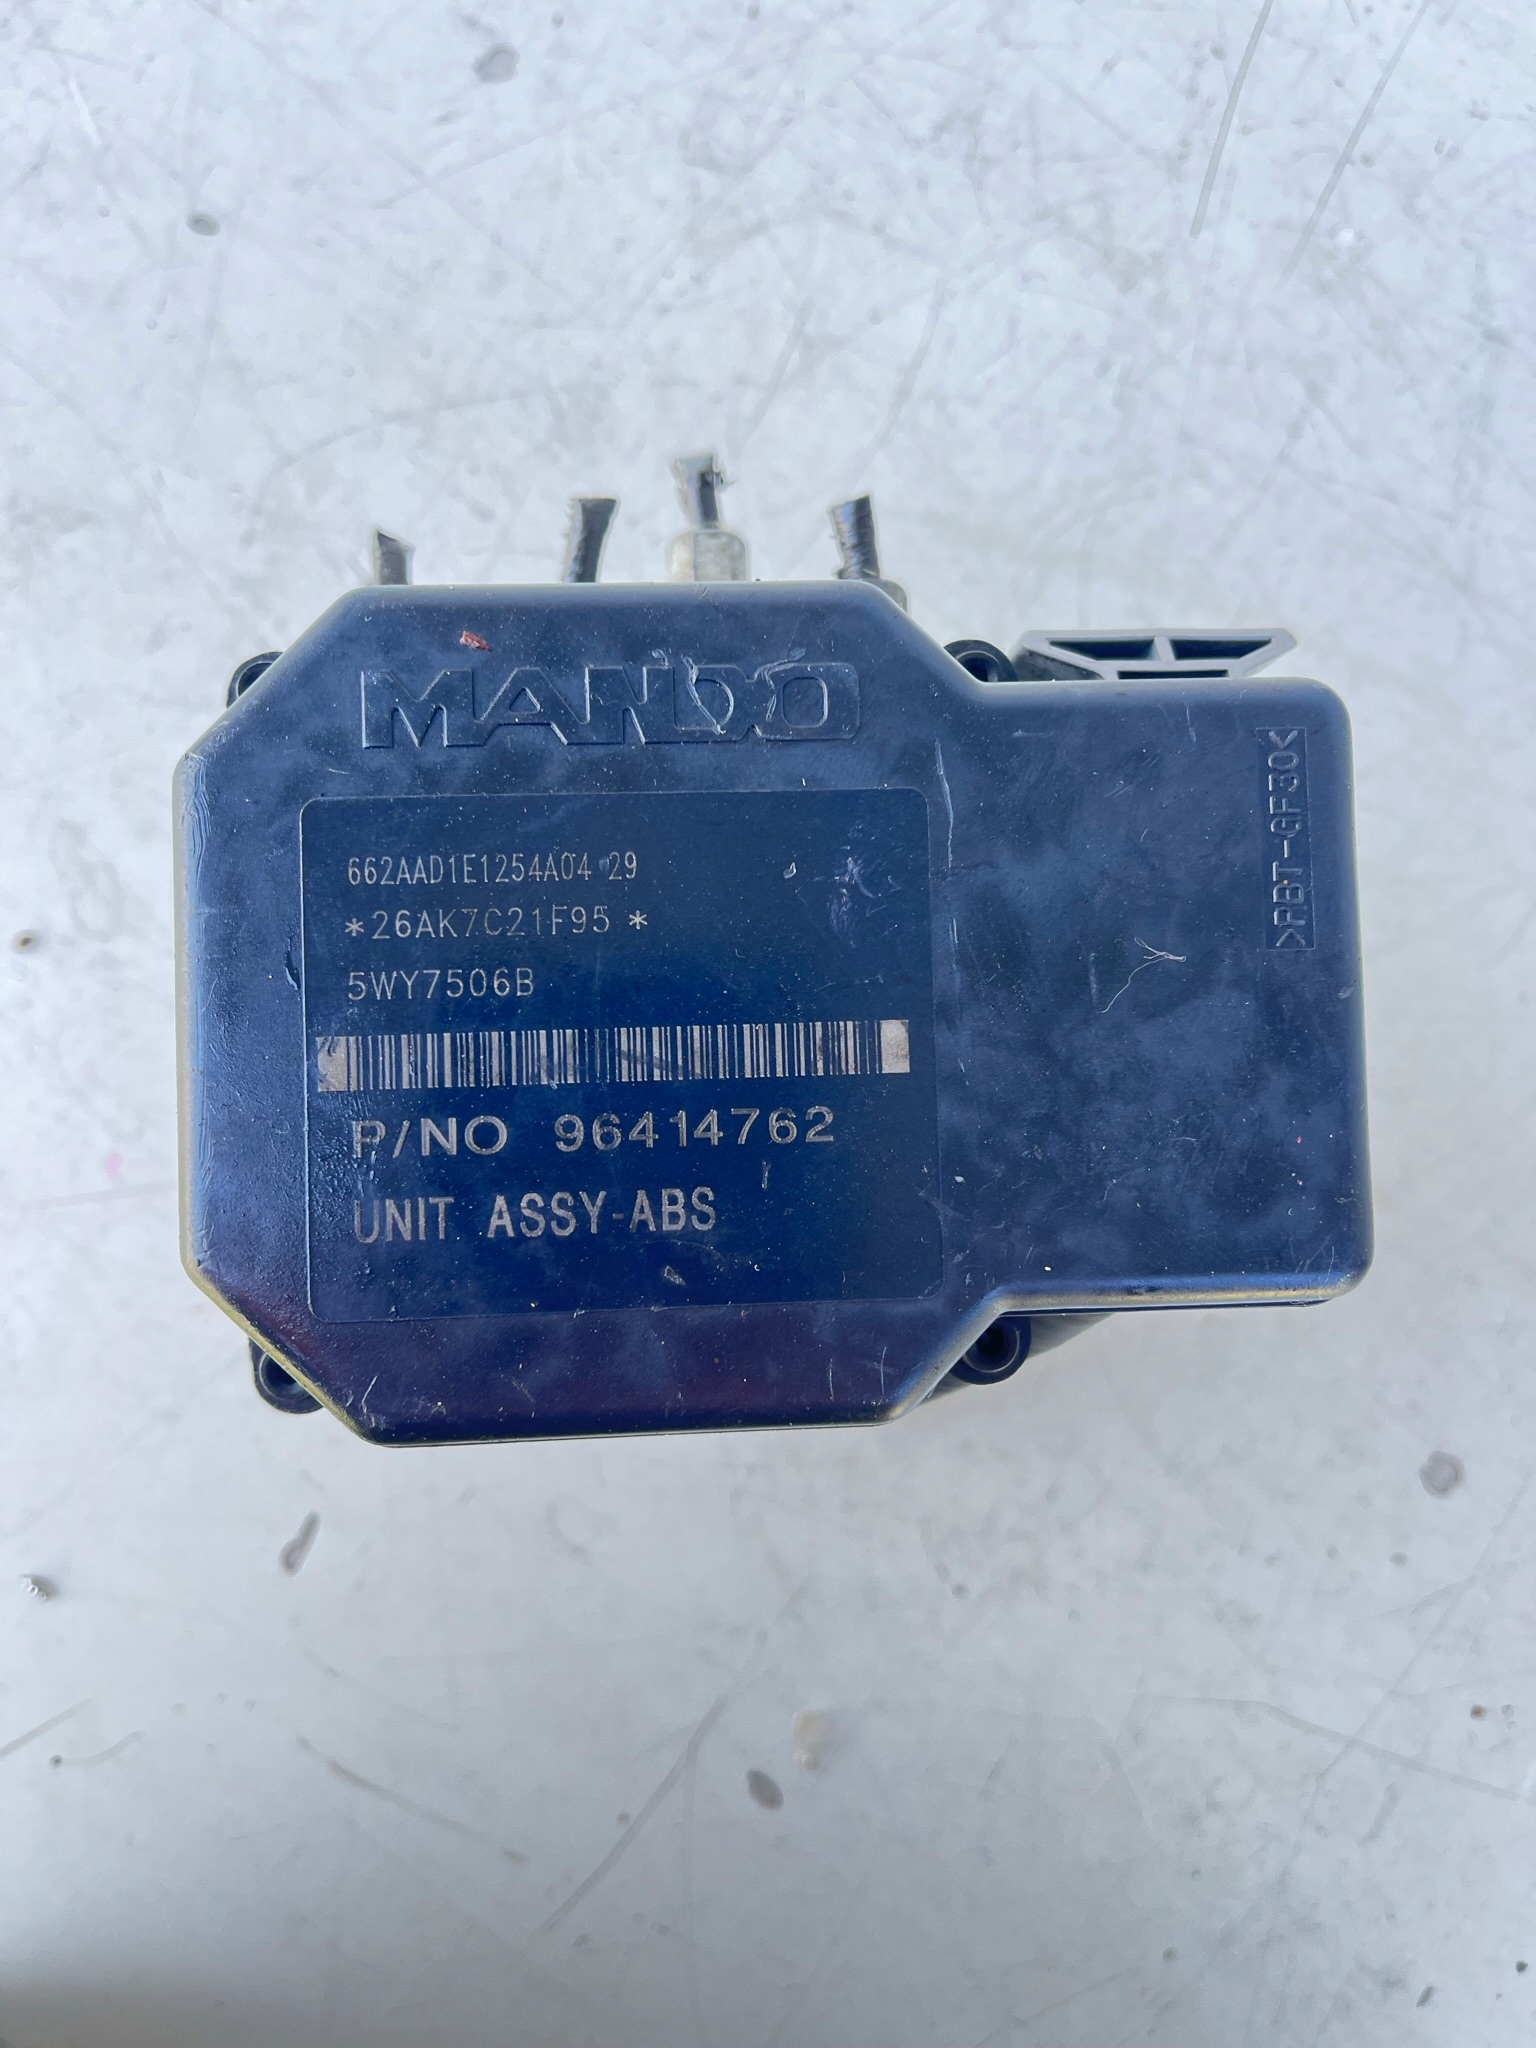 MANDO
662AAD1E1254A04 29
*26AK7C21F95 *
5WY7506B
P/NO 96414762
UNIT ASSY-ABS
>PBT-GF30<